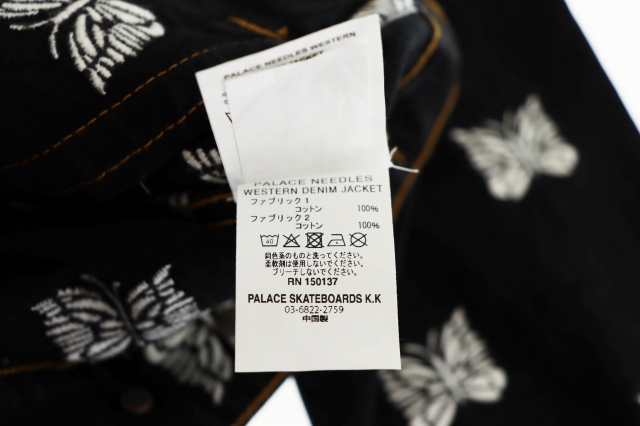 PALACE NEEDLES WESTERN
JACKET
PALACE NEEDLES
WESTERN DENIM JACKET
ファブリック 1
コットン 100%
ファブリック 2
コットン 100%
40
同色系のものと洗ってください。
柔軟剤は使用しないでください。
ブリーチしないでください。
RN 150137
PALACE SKATEBOARDS K.K
03-6822-2759
中国製